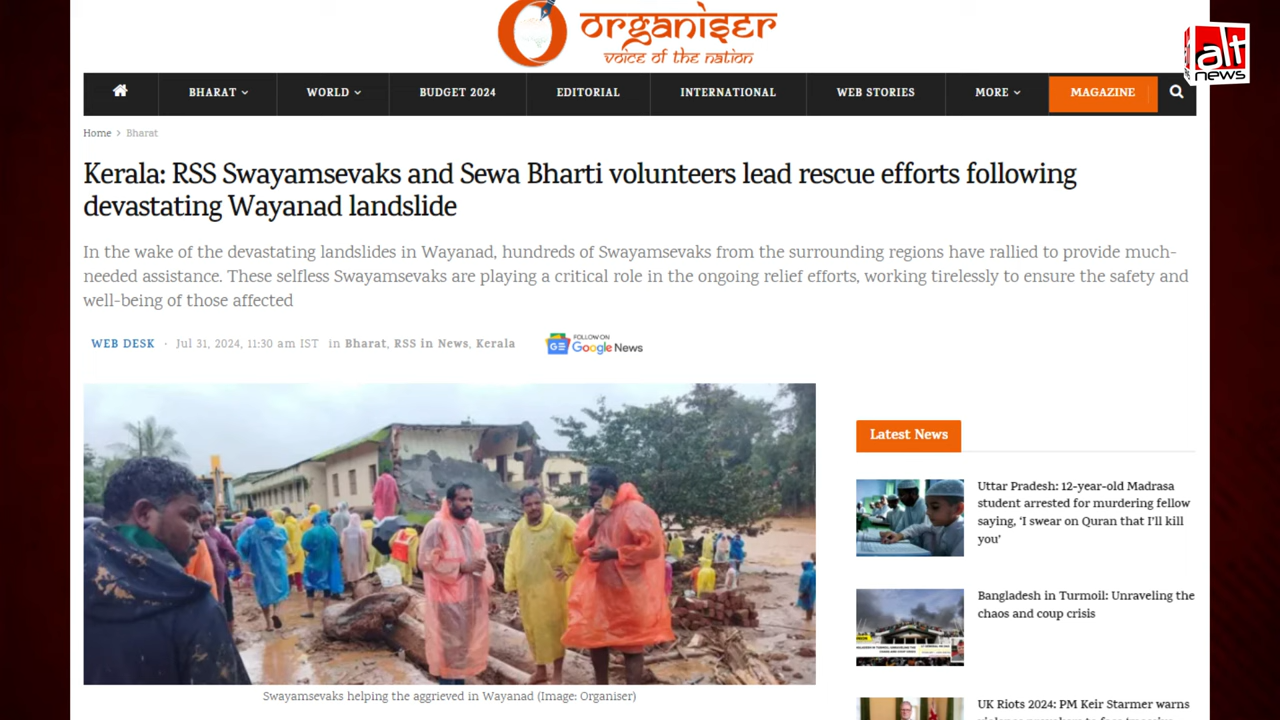 organiser
voice of the nation
alt
news
BHARAT
WORLD
BUDGET 2024
EDITORIAL
INTERNATIONAL
WEB STORIES
MORE
MAGAZINE
Home > Bharat
Kerala: RSS Swayamsevaks and Sewa Bharti volunteers lead rescue efforts following
devastating Wayanad landslide
In the wake of the devastating landslides in Wayanad, hundreds of Swayamsevaks from the surrounding regions have rallied to provide much-
needed assistance. These selfless Swayamsevaks are playing a critical role in the ongoing relief efforts, working tirelessly to ensure the safety and
well-being of those affected
WEB DESK · Jul 31, 2024, 11:30 am IST in Bharat, RSS in News, Kerala
FOLLOW ON
GE Google News
Swayamsevaks helping the aggrieved in Wayanad (Image: Organiser)
Latest News
Uttar Pradesh: 12-year-old Madrasa
student arrested for murdering fellow
saying, ‘I swear on Quran that I’ll kill
you’
Bangladesh in Turmoil: Unraveling the
chaos and coup crisis
UK Riots 2024: PM Keir Starmer warns